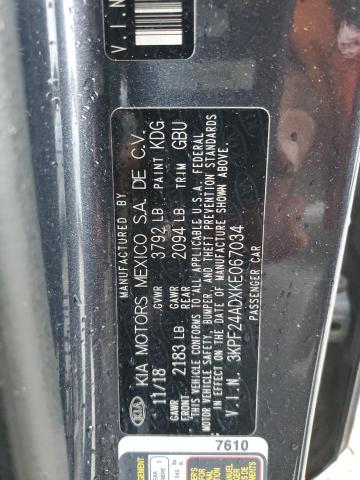 V.I.N
MANUFACTURED BY
KIA KIA MOTORS MEXICO S.A. DE C.V.
11/18 GVWR 3792 LB PAINT KDG
GAWR FRONT 2183 LB GAWR REAR 2094 LB TRIM GBU
THIS VEHICLE CONFORMS TO ALL APPLICABLE U.S.A. FEDERAL
MOTOR VEHICLE SAFETY, BUMPER, AND THEFT PREVENTION STANDARDS
IN EFFECT ON THE DATE OF MANUFACTURE SHOWN ABOVE.
V.I.N. 3KPF24ADXKE067034
PASSENGER CAR
7610
MANUEL